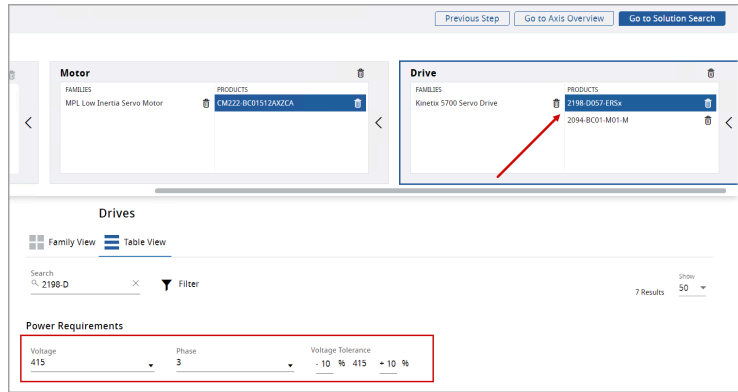 Previous Step Go to Axis Overview Go to Solution Search
Motor
FAMILIES PRODUCTS
MPL Low Inertia Servo Motor CM222-BC01512AXZCA
Drive
FAMILIES PRODUCTS
Kinetix 5700 Servo Drive 2198-D057-ERSx
2094-BC01-M01-M
Drives
Family View Table View
Search
2198-D
Filter
7 Results
Show
50
Power Requirements
Voltage Phase Voltage Tolerance
415 3 - 10 % 415 + 10 %